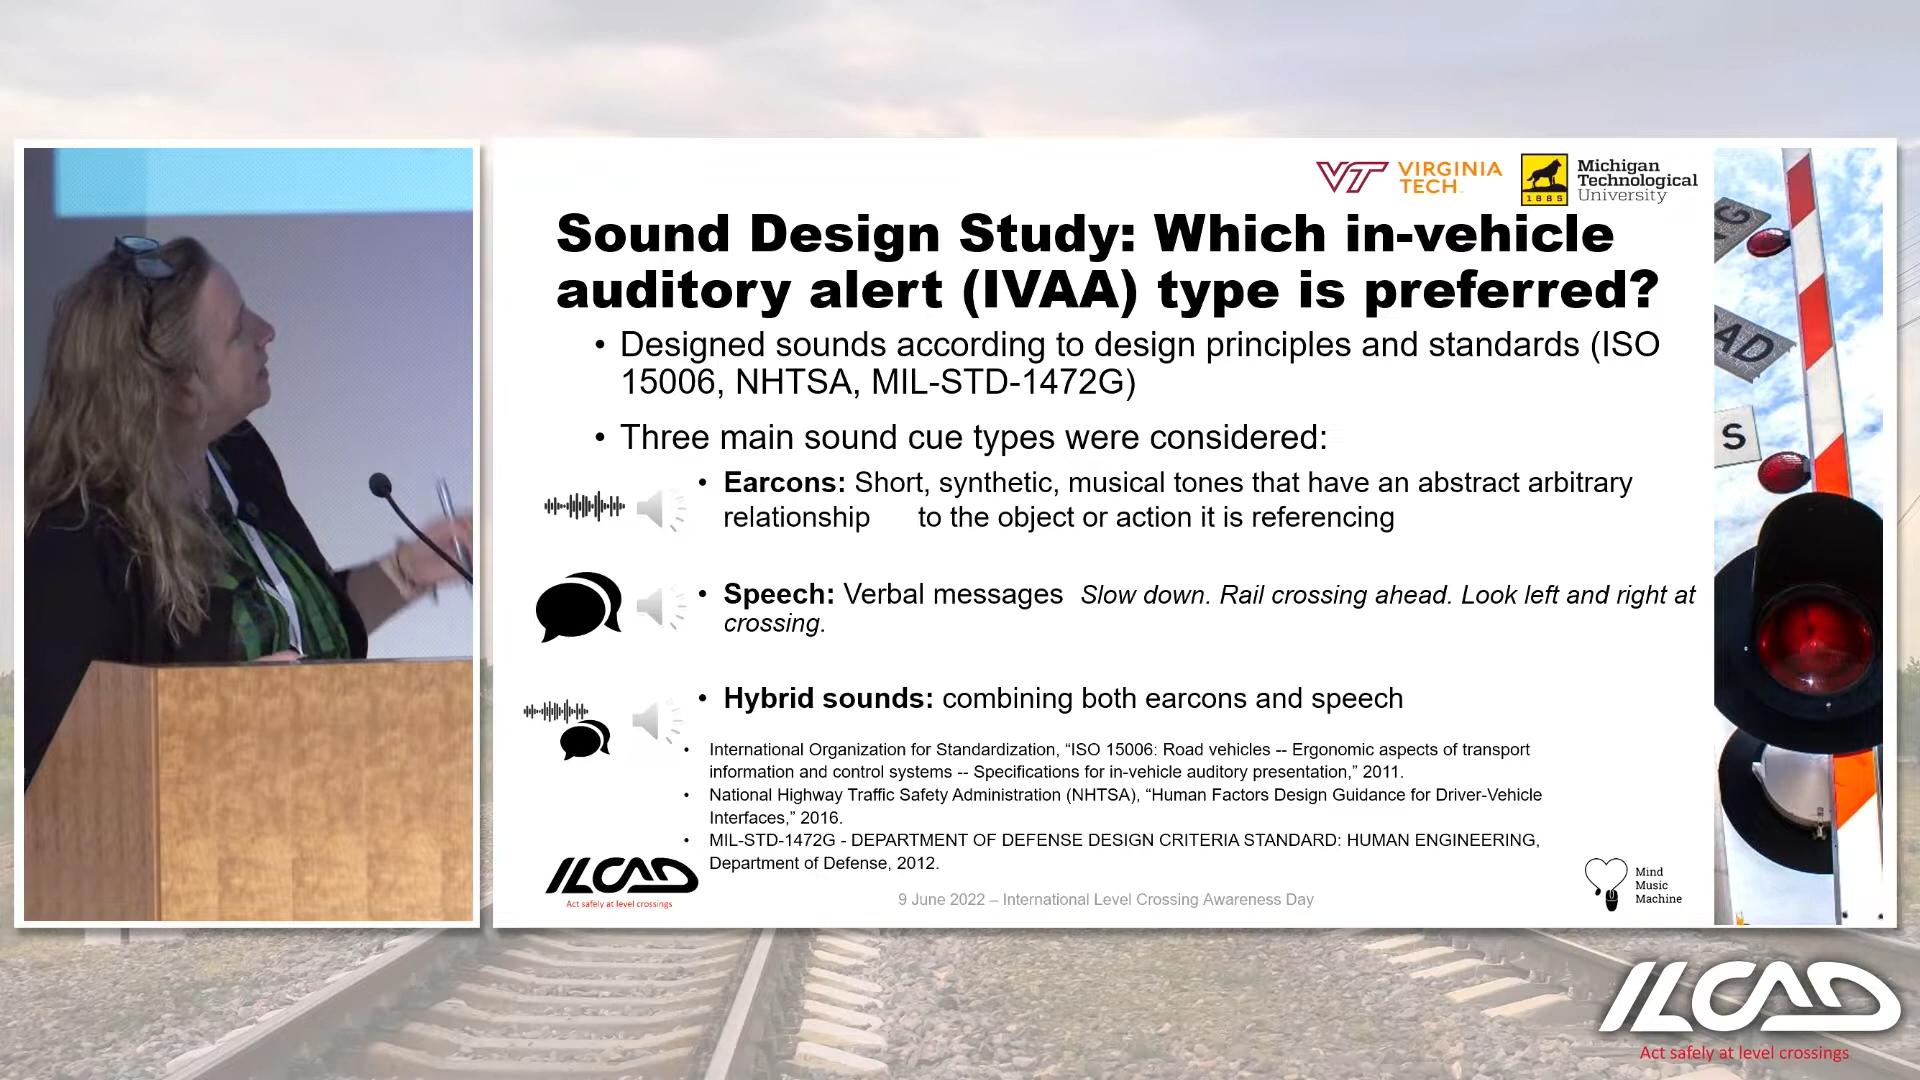 VT VIRGINIA
TECH
1885
Michigan
Technological
University
Sound Design Study: Which in-vehicle
auditory alert (IVAA) type is preferred?
• Designed sounds according to design principles and standards (ISO
15006, NHTSA, MIL-STD-1472G)
• Three main sound cue types were considered:
• Earcons: Short, synthetic, musical tones that have an abstract arbitrary
relationship to the object or action it is referencing
• Speech: Verbal messages Slow down. Rail crossing ahead. Look left and right at
crossing.
• Hybrid sounds: combining both earcons and speech
• International Organization for Standardization, “ISO 15006: Road vehicles -- Ergonomic aspects of transport
information and control systems -- Specifications for in-vehicle auditory presentation,” 2011.
• National Highway Traffic Safety Administration (NHTSA), “Human Factors Design Guidance for Driver-Vehicle
Interfaces,” 2016.
• MIL-STD-1472G - DEPARTMENT OF DEFENSE DESIGN CRITERIA STANDARD: HUMAN ENGINEERING,
Department of Defense, 2012.
ILCAD
Act safely at level crossings
9 June 2022 – International Level Crossing Awareness Day
Mind
Music
Machine
G
AD
S
ILCAD
Act safely at level crossings